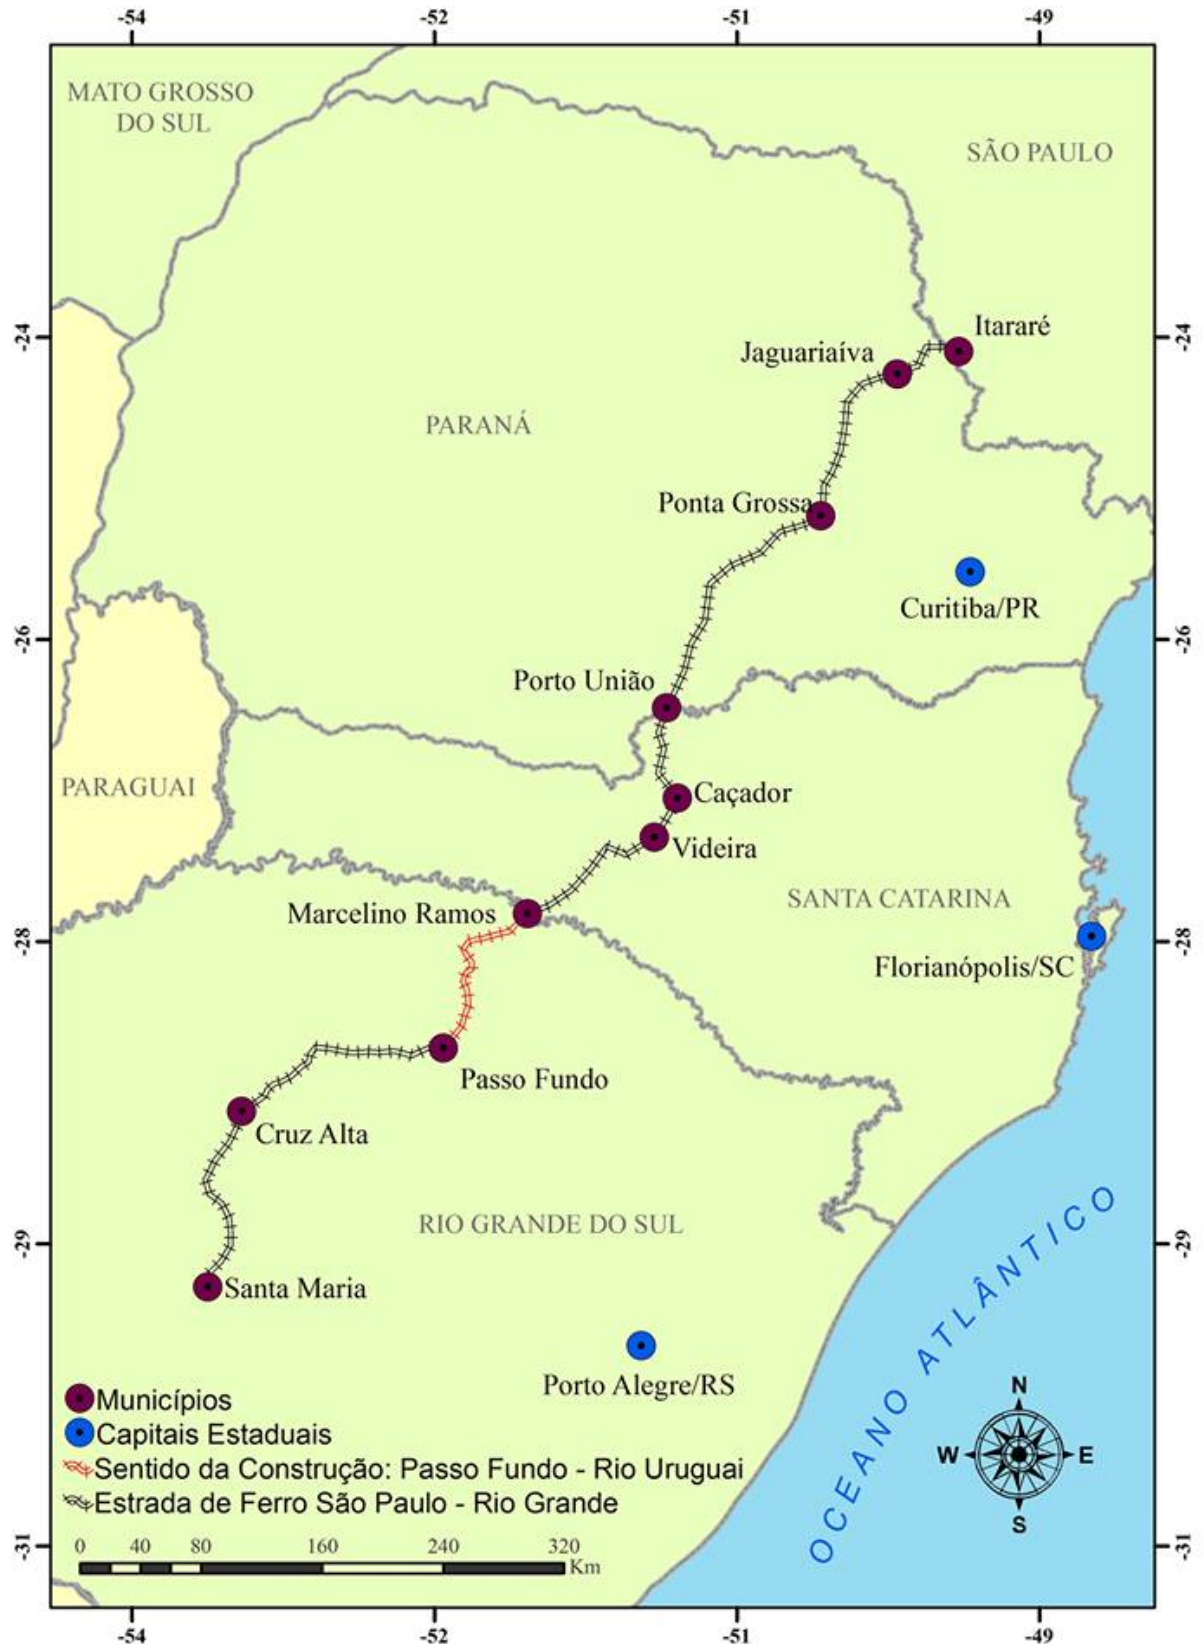 -54 -52 -51 -49
MATO GROSSO
DO SUL
SÃO PAULO
-24 -24
Itararé
Jaguariaíva
PARANÁ
Ponta Grossa
Curitiba/PR
-26 -26
Porto União
PARAGUAI
Caçador
Videira
SANTA CATARINA
Marcelino Ramos
-28 -28
Florianópolis/SC
Passo Fundo
Cruz Alta
RIO GRANDE DO SUL
-29 -29
Santa Maria
OCEANO ATLÂNTICO
Porto Alegre/RS
Municípios
Capitais Estaduais
Sentido da Construção: Passo Fundo - Rio Uruguai
Estrada de Ferro São Paulo - Rio Grande
N
W E
S
-31 -31
0 40 80 160 240 320
Km
-54 -52 -51 -49